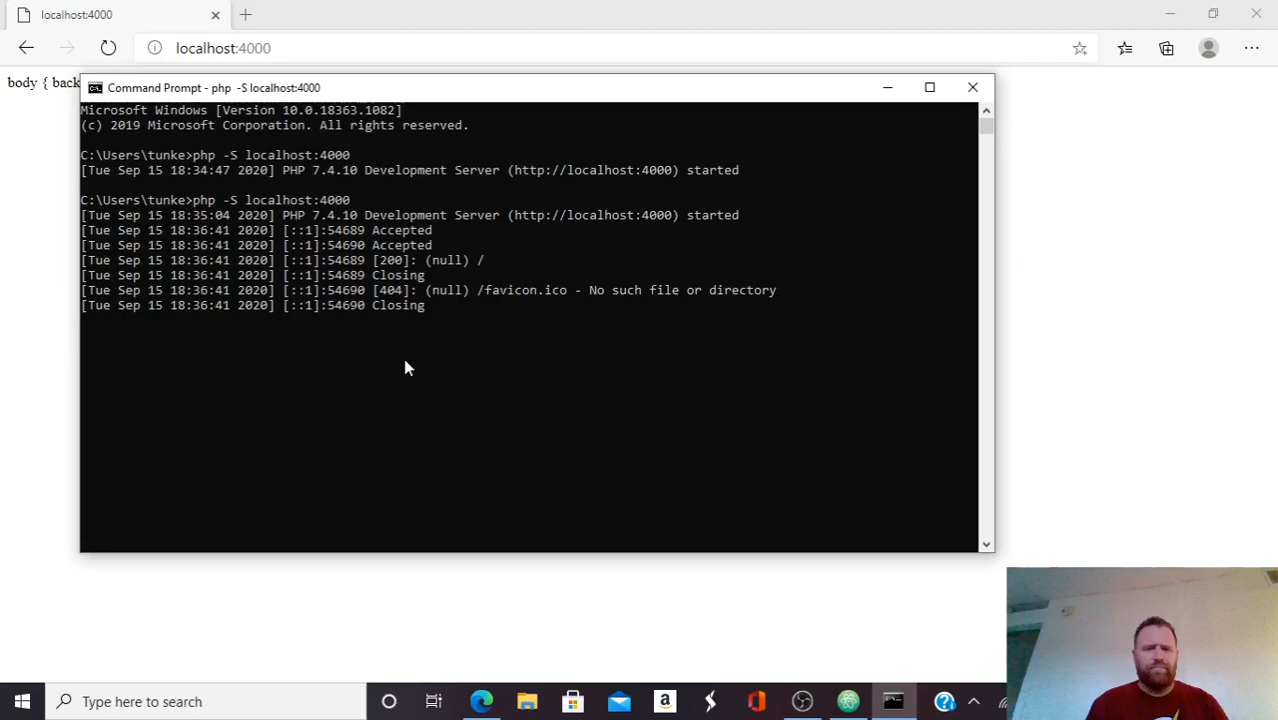 localhost:4000
localhost:4000
body { back
Command Prompt - php -S localhost:4000
Microsoft Windows [Version 10.0.18363.1082]
(c) 2019 Microsoft Corporation. All rights reserved.
C:\Users\tunke>php -S localhost:4000
[Tue Sep 15 18:34:47 2020] PHP 7.4.10 Development Server (http://localhost:4000) started
C:\Users\tunke>php -S localhost:4000
[Tue Sep 15 18:35:04 2020] PHP 7.4.10 Development Server (http://localhost:4000) started
[Tue Sep 15 18:36:41 2020] [::1]:54689 Accepted
[Tue Sep 15 18:36:41 2020] [::1]:54690 Accepted
[Tue Sep 15 18:36:41 2020] [::1]:54689 [200]: (null) /
[Tue Sep 15 18:36:41 2020] [::1]:54689 Closing
[Tue Sep 15 18:36:41 2020] [::1]:54690 [404]: (null) /favicon.ico - No such file or directory
[Tue Sep 15 18:36:41 2020] [::1]:54690 Closing
Type here to search